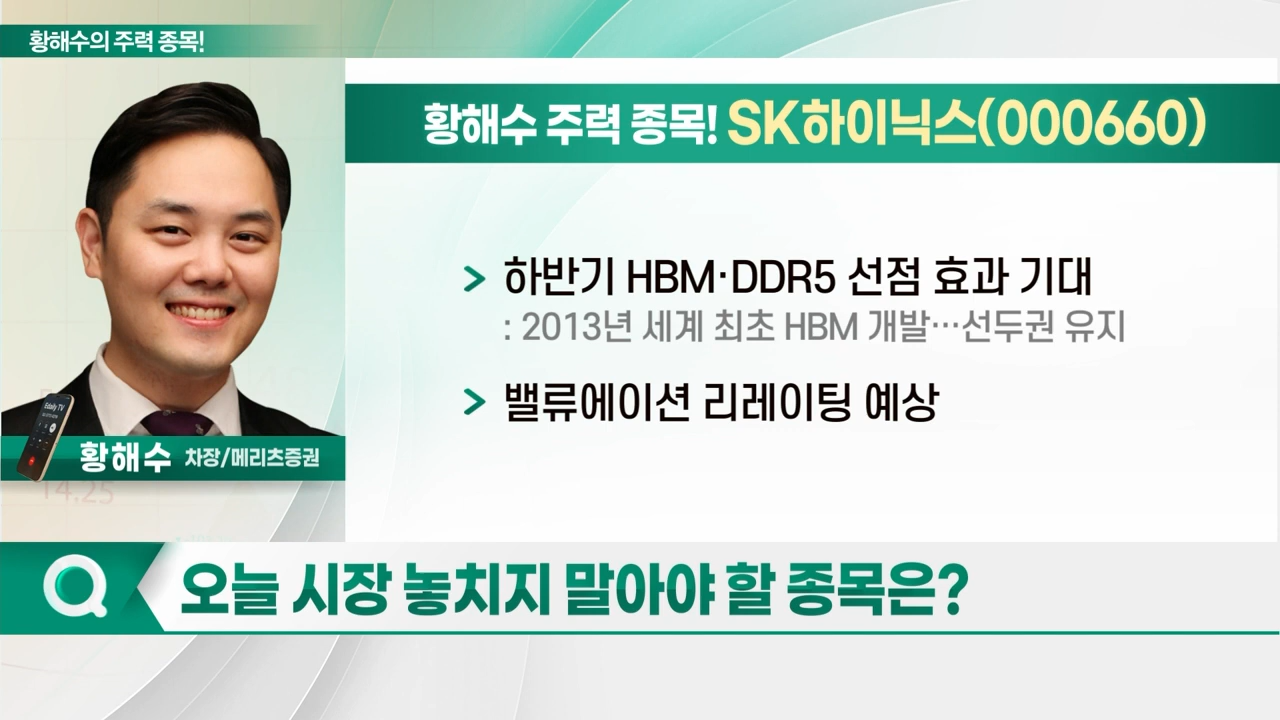 황해수의 주력 종목!
황해수 주력 종목! SK하이닉스(000660)
> 하반기 HBM·DDR5 선점 효과 기대
: 2013년 세계 최초 HBM 개발…선두권 유지
> 밸류에이션 리레이팅 예상
Edaily TV
황해수 차장/메리츠증권
14.25
오늘 시장 놓치지 말아야 할 종목은?